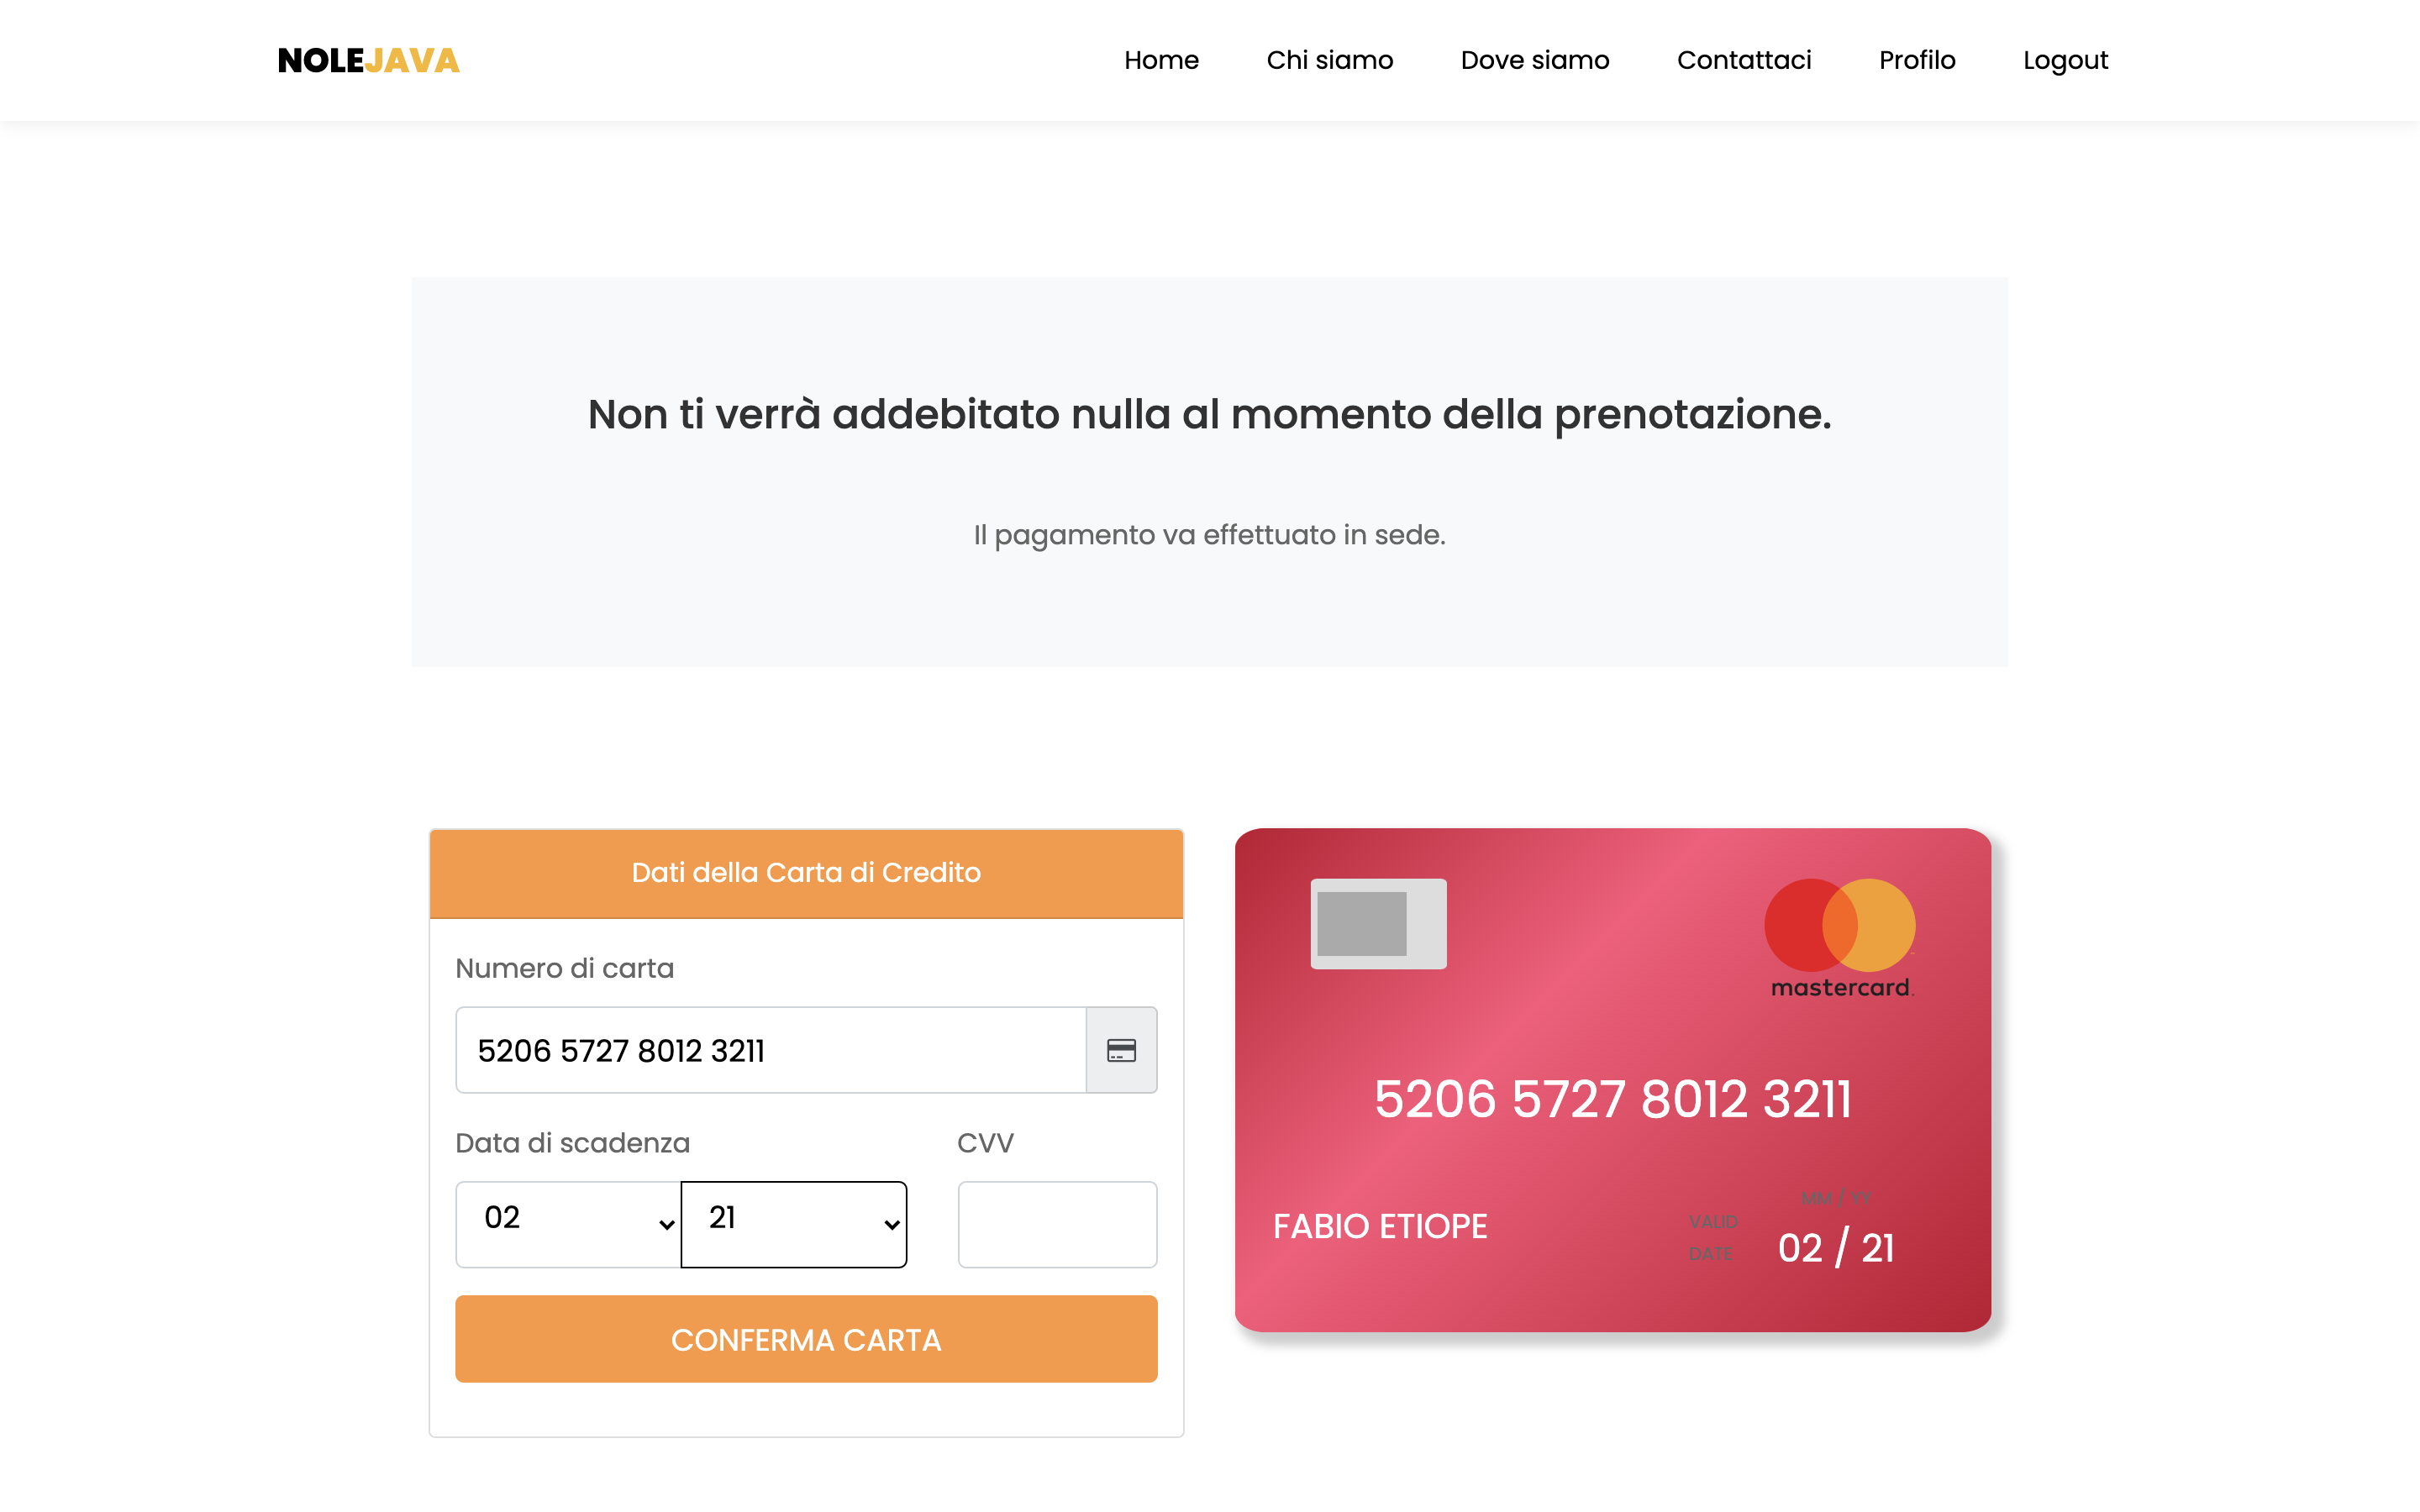 NOLEJAVA
Home Chi siamo Dove siamo Contattaci Profilo Logout
Non ti verrà addebitato nulla al momento della prenotazione.
Il pagamento va effettuato in sede.
Dati della Carta di Credito
Numero di carta
5206 5727 8012 3211
Data di scadenza CVV
02 21
CONFERMA CARTA
mastercard.
5206 5727 8012 3211
MM / YY
VALID
DATE
02 / 21
FABIO ETIOPE